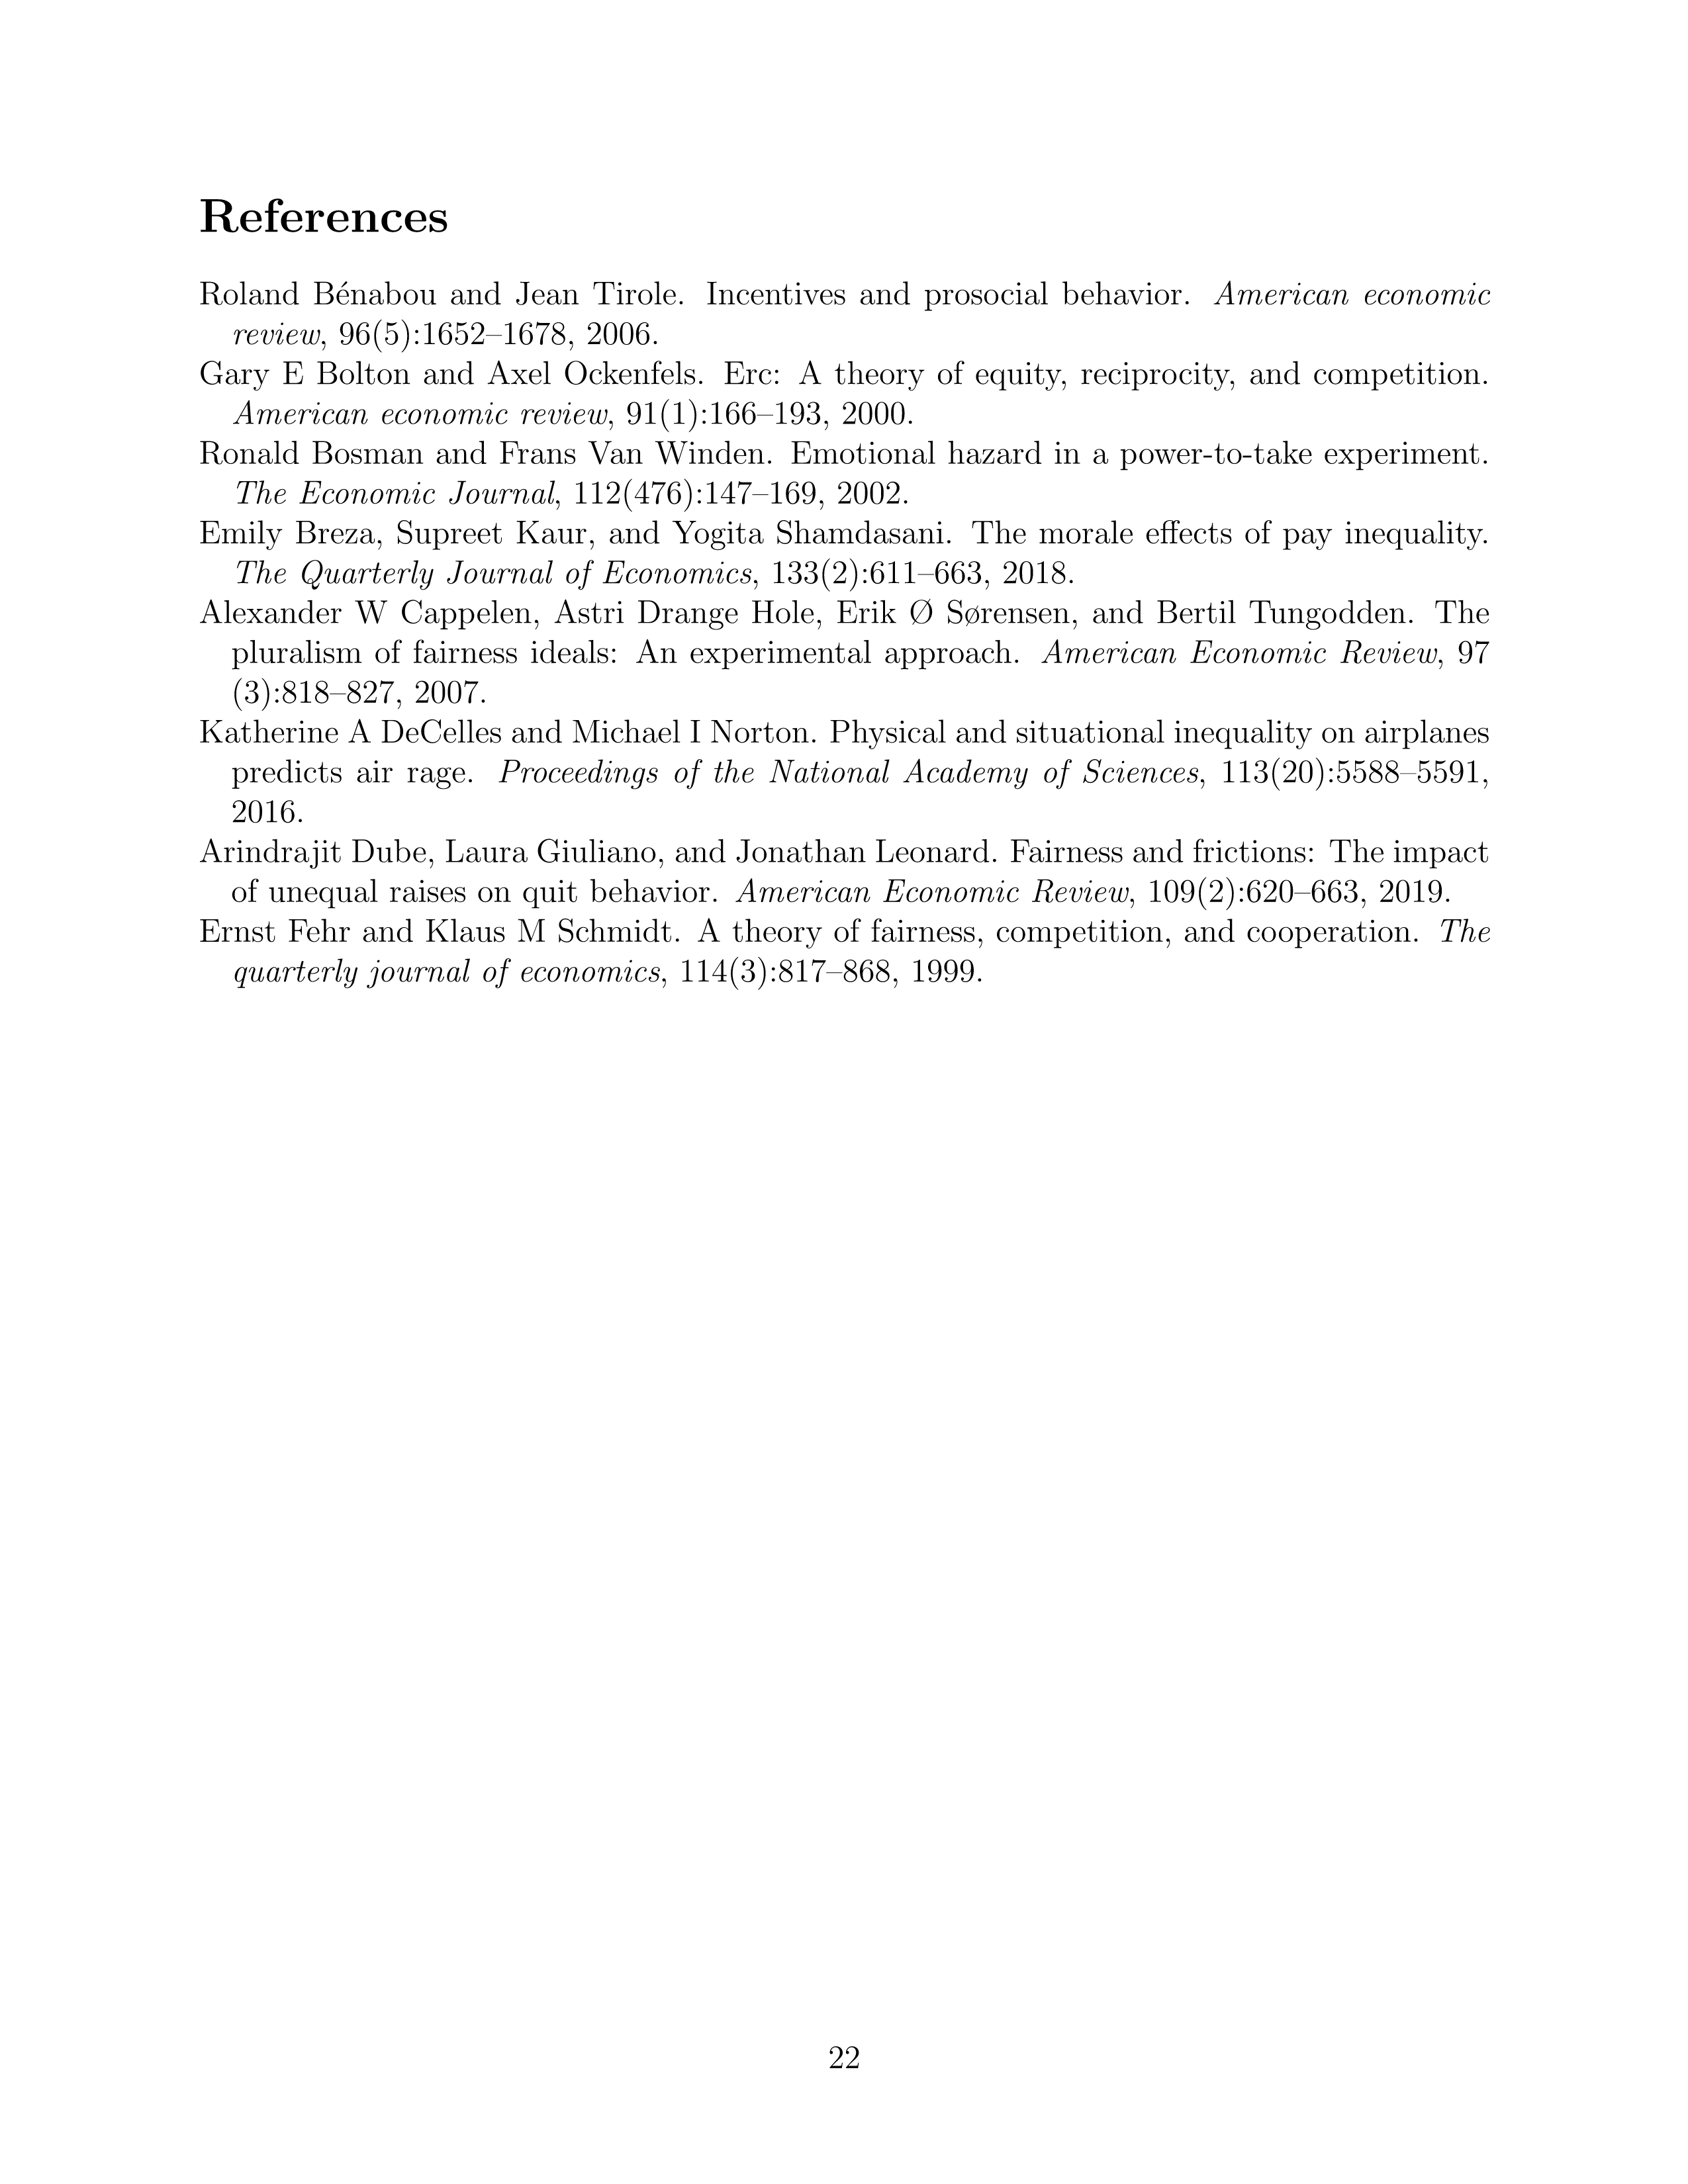 References
Roland Bénabou and Jean Tirole. Incentives and prosocial behavior. American economic
review, 96(5):1652–1678, 2006.
Gary E Bolton and Axel Ockenfels. Erc: A theory of equity, reciprocity, and competition.
American economic review, 91(1):166–193, 2000.
Ronald Bosman and Frans Van Winden. Emotional hazard in a power-to-take experiment.
The Economic Journal, 112(476):147–169, 2002.
Emily Breza, Supreet Kaur, and Yogita Shamdasani. The morale effects of pay inequality.
The Quarterly Journal of Economics, 133(2):611–663, 2018.
Alexander W Cappelen, Astri Drange Hole, Erik Ø Sørensen, and Bertil Tungodden. The
pluralism of fairness ideals: An experimental approach. American Economic Review, 97
(3):818–827, 2007.
Katherine A DeCelles and Michael I Norton. Physical and situational inequality on airplanes
predicts air rage. Proceedings of the National Academy of Sciences, 113(20):5588–5591,
2016.
Arindrajit Dube, Laura Giuliano, and Jonathan Leonard. Fairness and frictions: The impact
of unequal raises on quit behavior. American Economic Review, 109(2):620–663, 2019.
Ernst Fehr and Klaus M Schmidt. A theory of fairness, competition, and cooperation. The
quarterly journal of economics, 114(3):817–868, 1999.
22